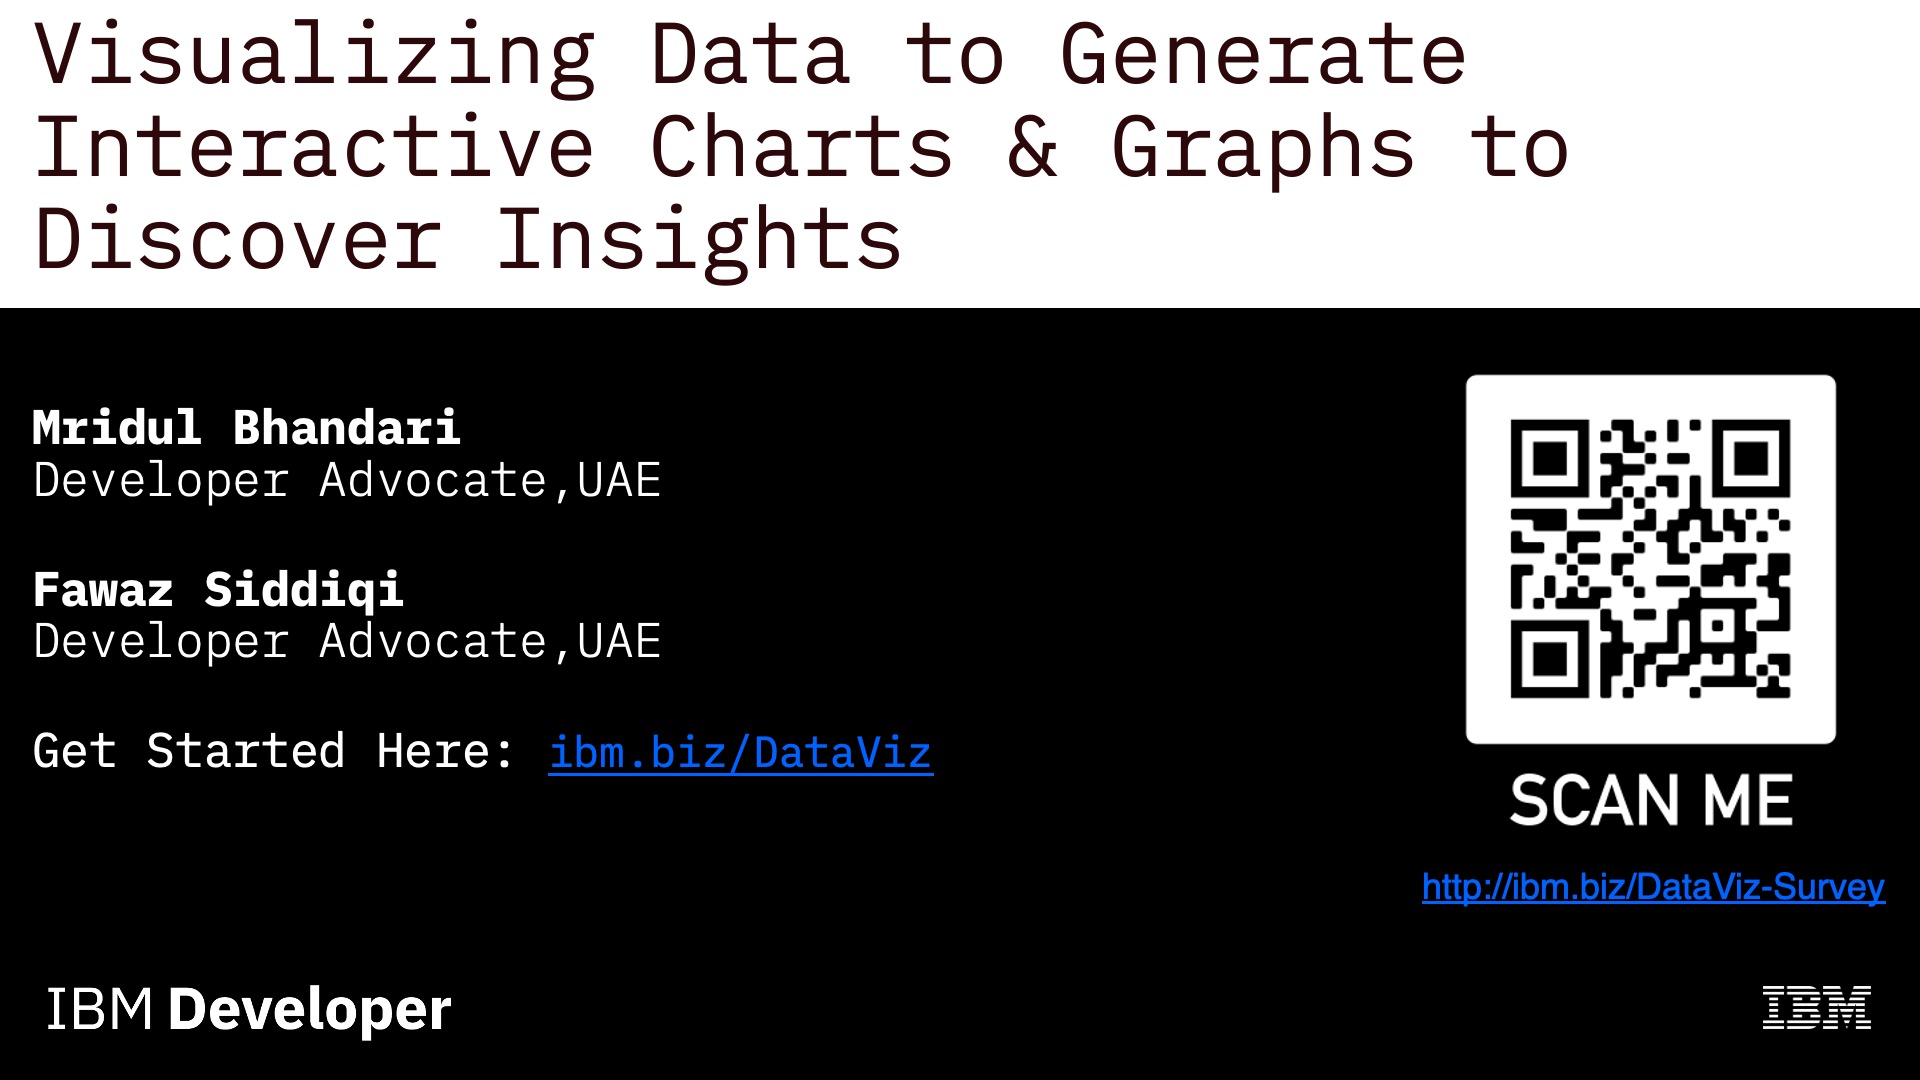 Visualizing Data to Generate
Interactive Charts & Graphs to
Discover Insights
Mridul Bhandari
Developer Advocate,UAE
Fawaz Siddiqi
Developer Advocate,UAE
Get Started Here: ibm.biz/DataViz
SCAN ME
http://ibm.biz/DataViz-Survey
IBM Developer
IBM